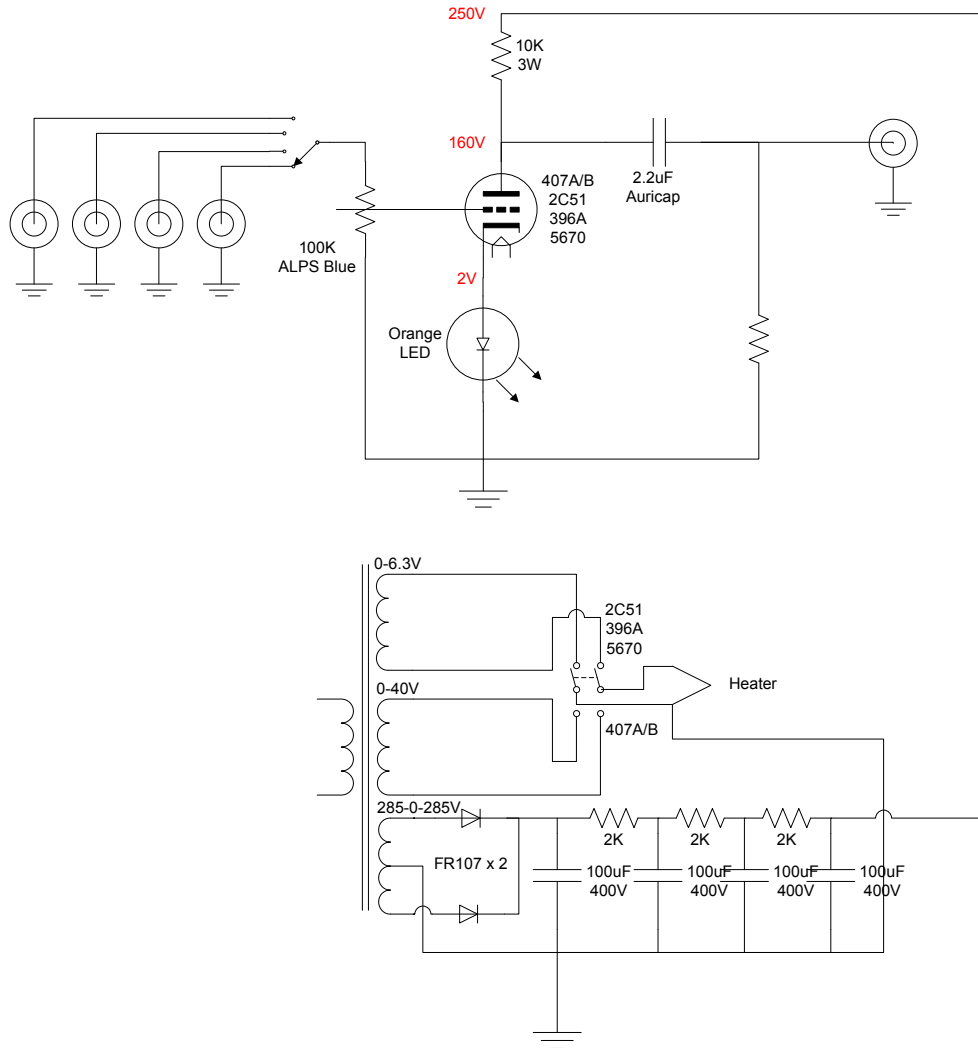 250V
10K
3W
160V
407A/B
2C51
396A
5670
2.2uF
Auricap
100K
ALPS Blue
2V
Orange
LED
0-6.3V
2C51
396A
5670
Heater
0-40V
407A/B
285-0-285V
FR107 x 2
2K
2K
2K
100uF
400V
100uF
400V
100uF
400V
100uF
400V